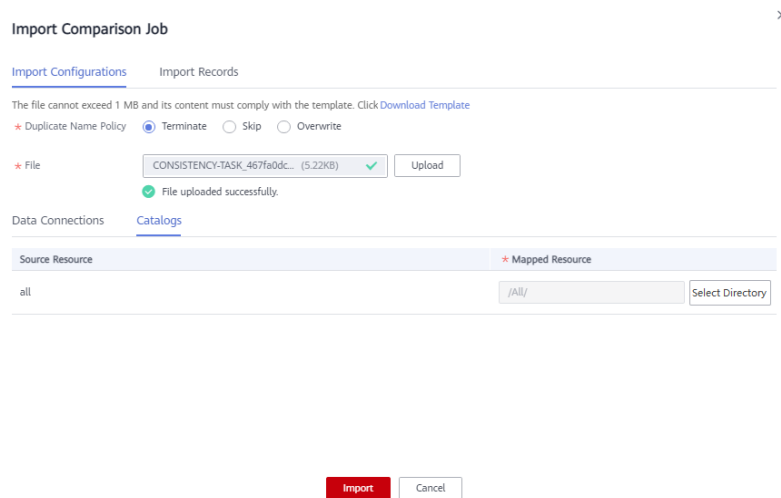 Import Comparison Job
Import Configurations Import Records
The file cannot exceed 1 MB and its content must comply with the template. Click Download Template
* Duplicate Name Policy Terminate Skip Overwrite
* File CONSISTENCY-TASK_467fa0dc... (5.22KB) Upload
File uploaded successfully.
Data Connections Catalogs
Source Resource * Mapped Resource
all /All/ Select Directory
Import Cancel